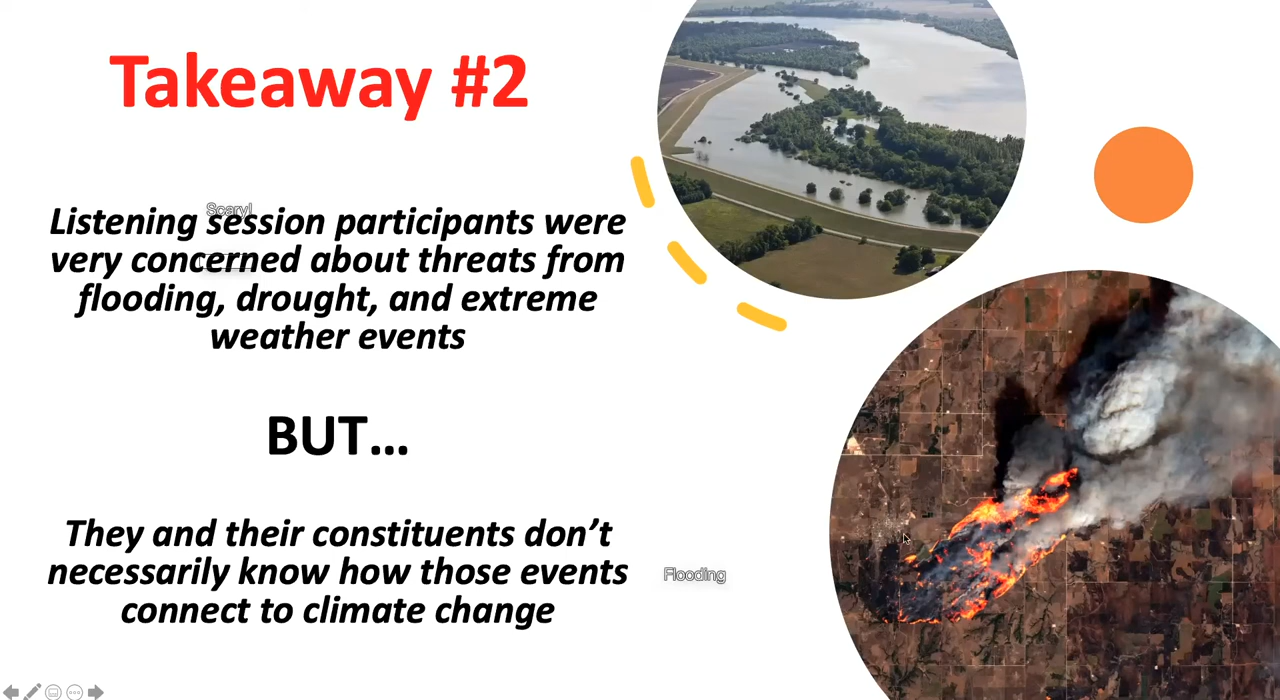 Takeaway #2
Scary!
Listening session participants were
very concerned about threats from
flooding, drought, and extreme
weather events
BUT...
They and their constituents don’t
necessarily know how those events
connect to climate change
Flooding